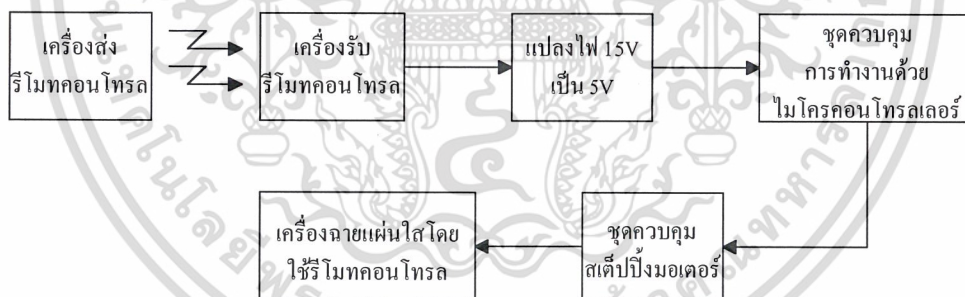 เครื่องส่ง
รีโมทคอนโทรล
เครื่องรับ
รีโมทคอนโทรล
แปลงไฟ 15V
เป็น 5V
ชุดควบคุม
การทำงานด้วย
ไมโครคอนโทรลเลอร์
เครื่องฉายแผ่นใสโดย
ใช้รีโมทคอนโทรล
ชุดควบคุม
สเต็ปปิ้งมอเตอร์